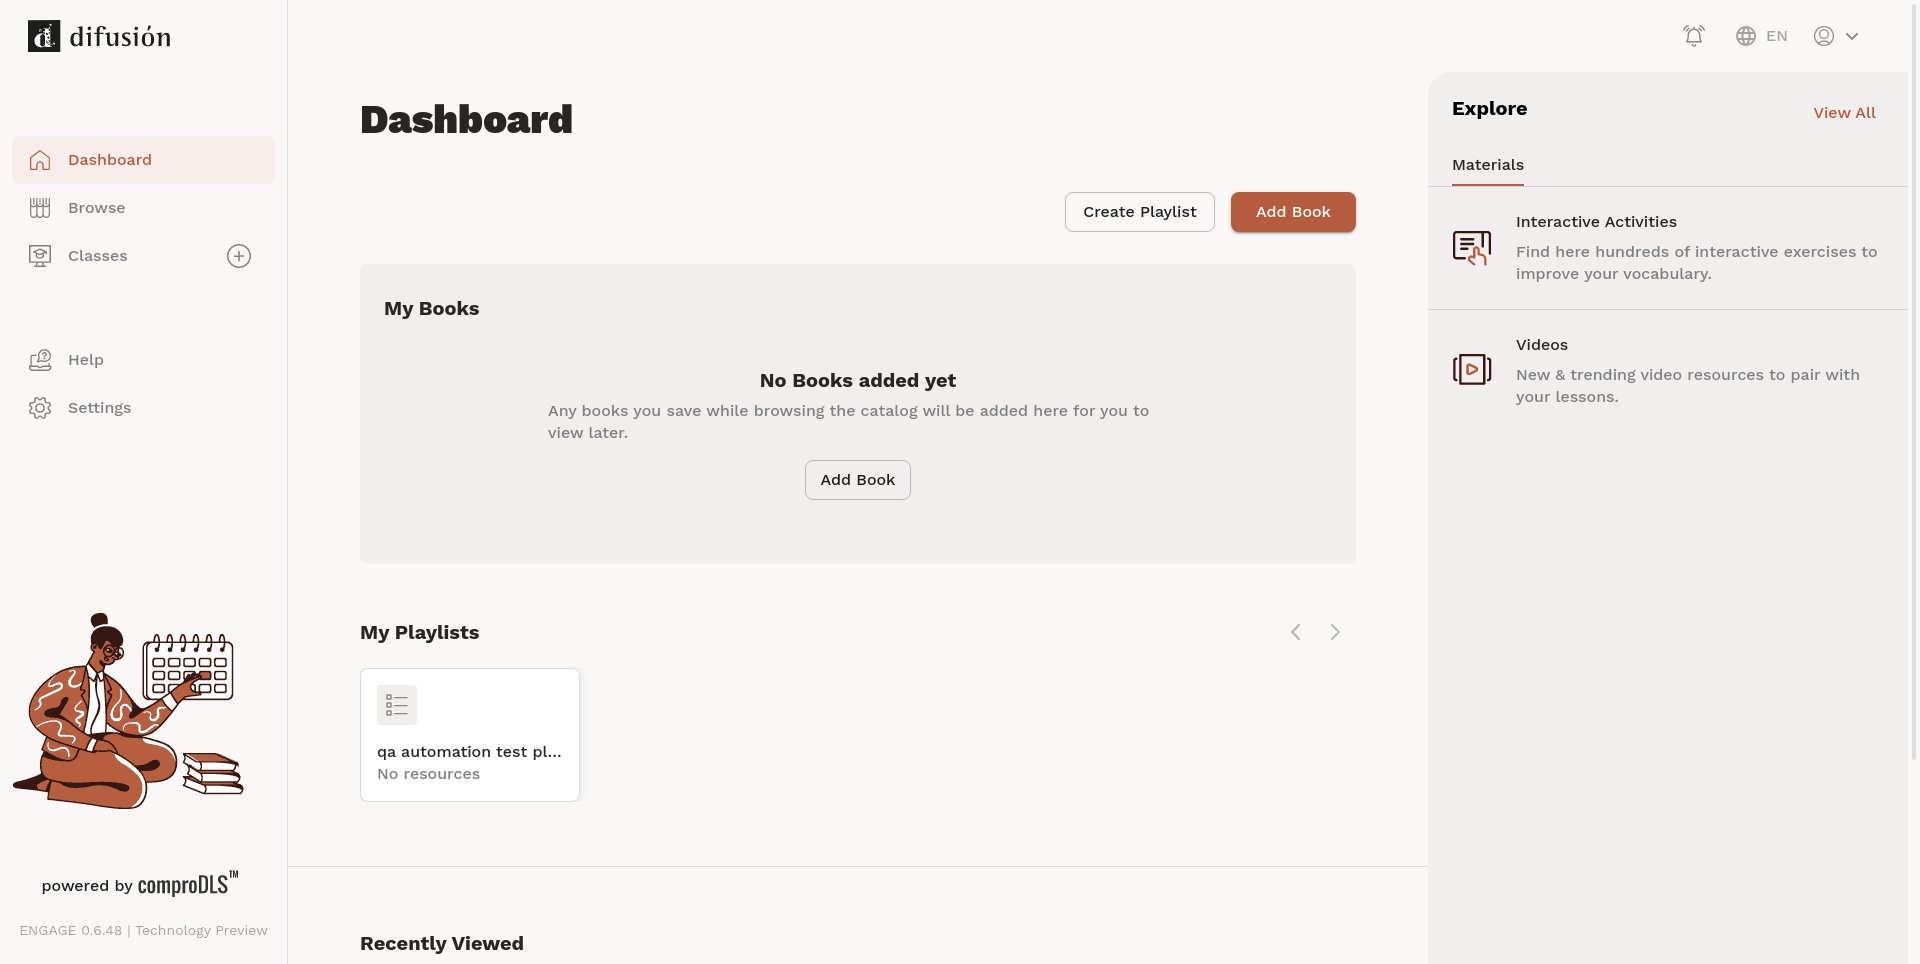 difusión
Dashboard
Browse
Classes
Help
Settings
powered by comproDLS™
ENGAGE 0.6.48 | Technology Preview
EN
Dashboard
Create Playlist
Add Book
My Books
No Books added yet
Any books you save while browsing the catalog will be added here for you to
view later.
Add Book
My Playlists
qa automation test pl...
No resources
Recently Viewed
Explore
View All
Materials
Interactive Activities
Find here hundreds of interactive exercises to
improve your vocabulary.
Videos
New & trending video resources to pair with
your lessons.